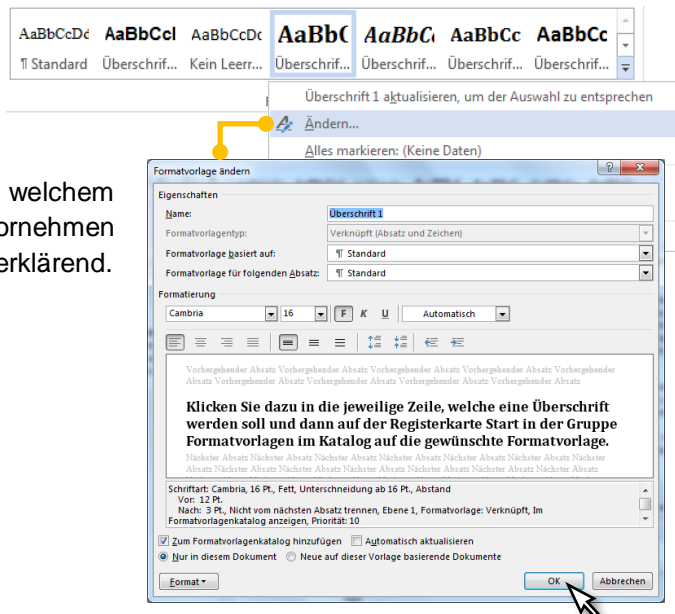 AaBbCcDd AaBbCcI AaBbCcDc AaBb( AaBbC AaBbCc AaBbCc
¶ Standard Überschrif... Kein Leerr... Überschrif... Überschrif... Überschrif... Überschrif...
Überschrift 1 aktualisieren, um der Auswahl zu entsprechen
Ändern...
Alles markieren: (Keine Daten)
welchem
ornehmen
erklärend.
Formatvorlage ändern
Eigenschaften
Name: Überschrift 1
Formatvorlagentyp: Verknüpft (Absatz und Zeichen)
Formatvorlage basiert auf: ¶ Standard
Formatvorlage für folgenden Absatz: ¶ Standard
Formatierung
Cambria 16 F K U Automatisch
Vorhergehender Absatz Vorhergehender Absatz Vorhergehender Absatz Vorhergehender Absatz Vorhergehender
Absatz Vorhergehender Absatz Vorhergehender Absatz Vorhergehender Absatz Vorhergehender Absatz
Klicken Sie dazu in die jeweilige Zeile, welche eine Überschrift
werden soll und dann auf der Registerkarte Start in der Gruppe
Formatvorlagen im Katalog auf die gewünschte Formatvorlage.
Nächster Absatz Nächster Absatz Nächster Absatz Nächster Absatz Nächster Absatz Nächster Absatz
Absatz Nächster Absatz Nächster Absatz Nächster Absatz Nächster Absatz Nächster Absatz
Schriftart: Cambria, 16 Pt., Fett, Unterschneidung ab 16 Pt., Abstand
Vor: 12 Pt.
Nach: 3 Pt., Nicht vom nächsten Absatz trennen, Ebene 1, Formatvorlage: Verknüpft, Im
Formatvorlagenkatalog anzeigen, Priorität: 10
Zum Formatvorlagenkatalog hinzufügen Automatisch aktualisieren
Nur in diesem Dokument Neue auf dieser Vorlage basierende Dokumente
Format OK Abbrechen